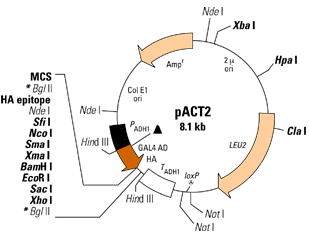 Nde I
Xba I
Amp^r
2 μ
ori
Hpa I
MCS
* Bgl II
HA epitope
Nde I
Sfi I
Nco I
Sma I
Xma I
BamH I
EcoR I
Sac I
Xho I
* Bgl II
Col E1
ori
pACT2
8.1 kb
P_ADH1
Hind III
GAL4 AD
HA
T_ADH1
Hind III
loxP
LEU2
Cla I
Not I
Not I